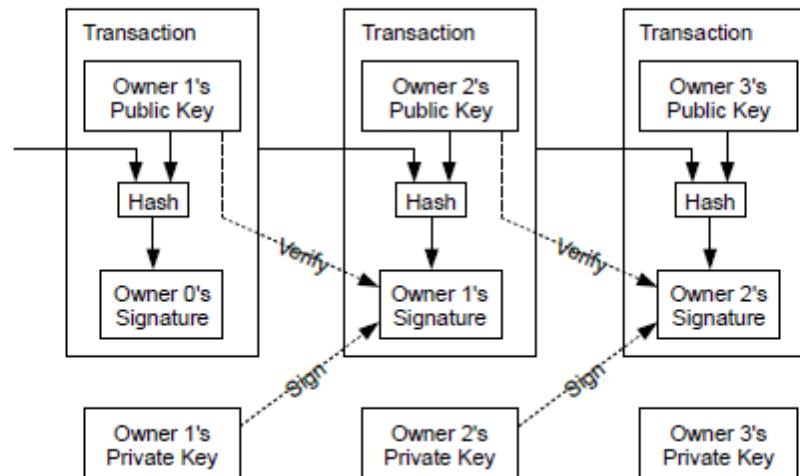 Transaction
Transaction
Transaction
Owner 1's
Public Key
Owner 2's
Public Key
Owner 3's
Public Key
Hash
Hash
Hash
Verify
Verify
Owner 0's
Signature
Owner 1's
Signature
Owner 2's
Signature
Sign
Sign
Owner 1's
Private Key
Owner 2's
Private Key
Owner 3's
Private Key